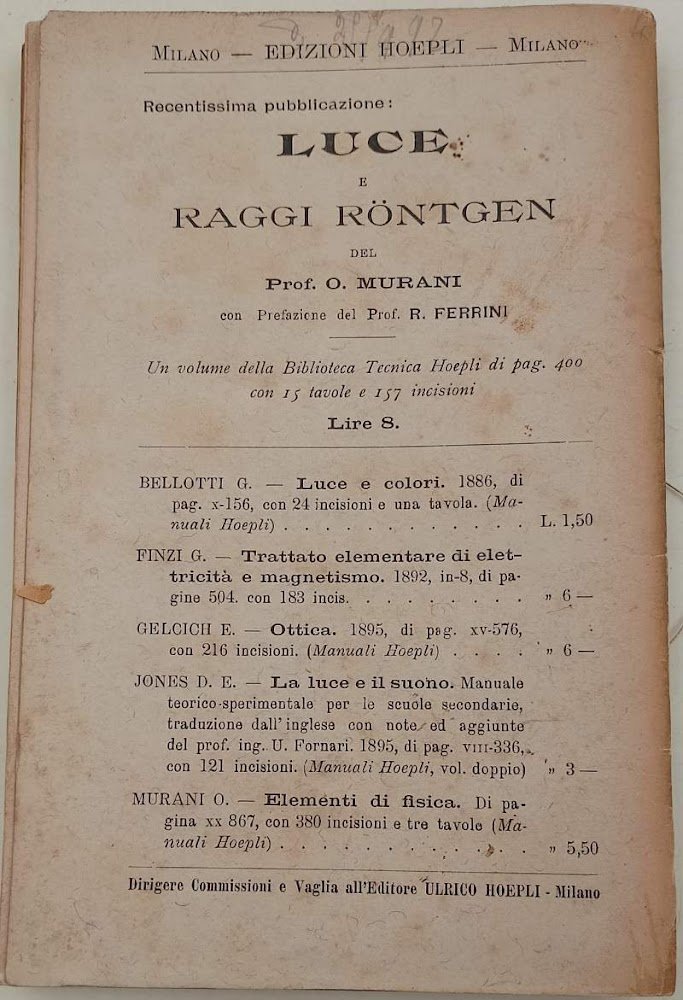 MILANO — EDIZIONI HOEPLI — MILANO
Recentissima pubblicazione:
LUCE
E
RAGGI RÖNTGEN
DEL
Prof. O. MURANI
con Prefazione del Prof. R. FERRINI
Un volume della Biblioteca Tecnica Hoepli di pag. 400
con 15 tavole e 157 incisioni
Lire 8.
BELLOTTI G. — Luce e colori. 1886, di
pag. X-156, con 24 incisioni e una tavola. (Ma-
nuali Hoepli) . . . . . . . . . . . . L. 1,50
FINZI G. — Trattato elementare di elet-
tricità e magnetismo. 1892, in-8, di pa-
gine 504. con 183 incis. . . . . . . . . . „ 6 —
GELCICH E. — Ottica. 1895, di pag. XV-576,
con 216 incisioni. (Manuali Hoepli) . . . . „ 6 —
JONES D. E. — La luce e il suono. Manuale
teorico-sperimentale per le scuole secondarie,
traduzione dall'inglese con note ed aggiunte
del prof. ing. U. Fornari. 1895, di pag. VIII-336,
con 121 incisioni. (Manuali Hoepli, vol. doppio) „ 3 —
MURANI O. — Elementi di fisica. Di pa-
gina XX 867, con 380 incisioni e tre tavole (Ma-
nuali Hoepli) . . . . . . . . . . . . „ 5,50
Dirigere Commissioni e Vaglia all'Editore ULRICO HOEPLI - Milano